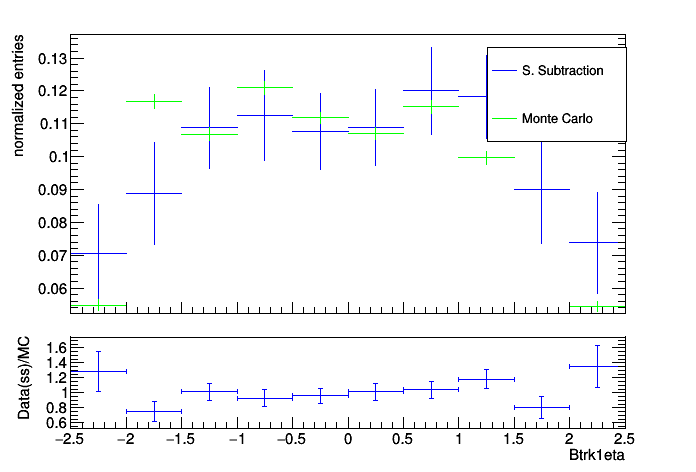 normalized entries
0.13
0.12
0.11
0.1
0.09
0.08
0.07
0.06
S. Subtraction
Monte Carlo
Data(ss)/MC
1.6
1.4
1.2
1
0.8
0.6
−2.5 −2 −1.5 −1 −0.5 0 0.5 1 1.5 2 2.5
Btrk1eta